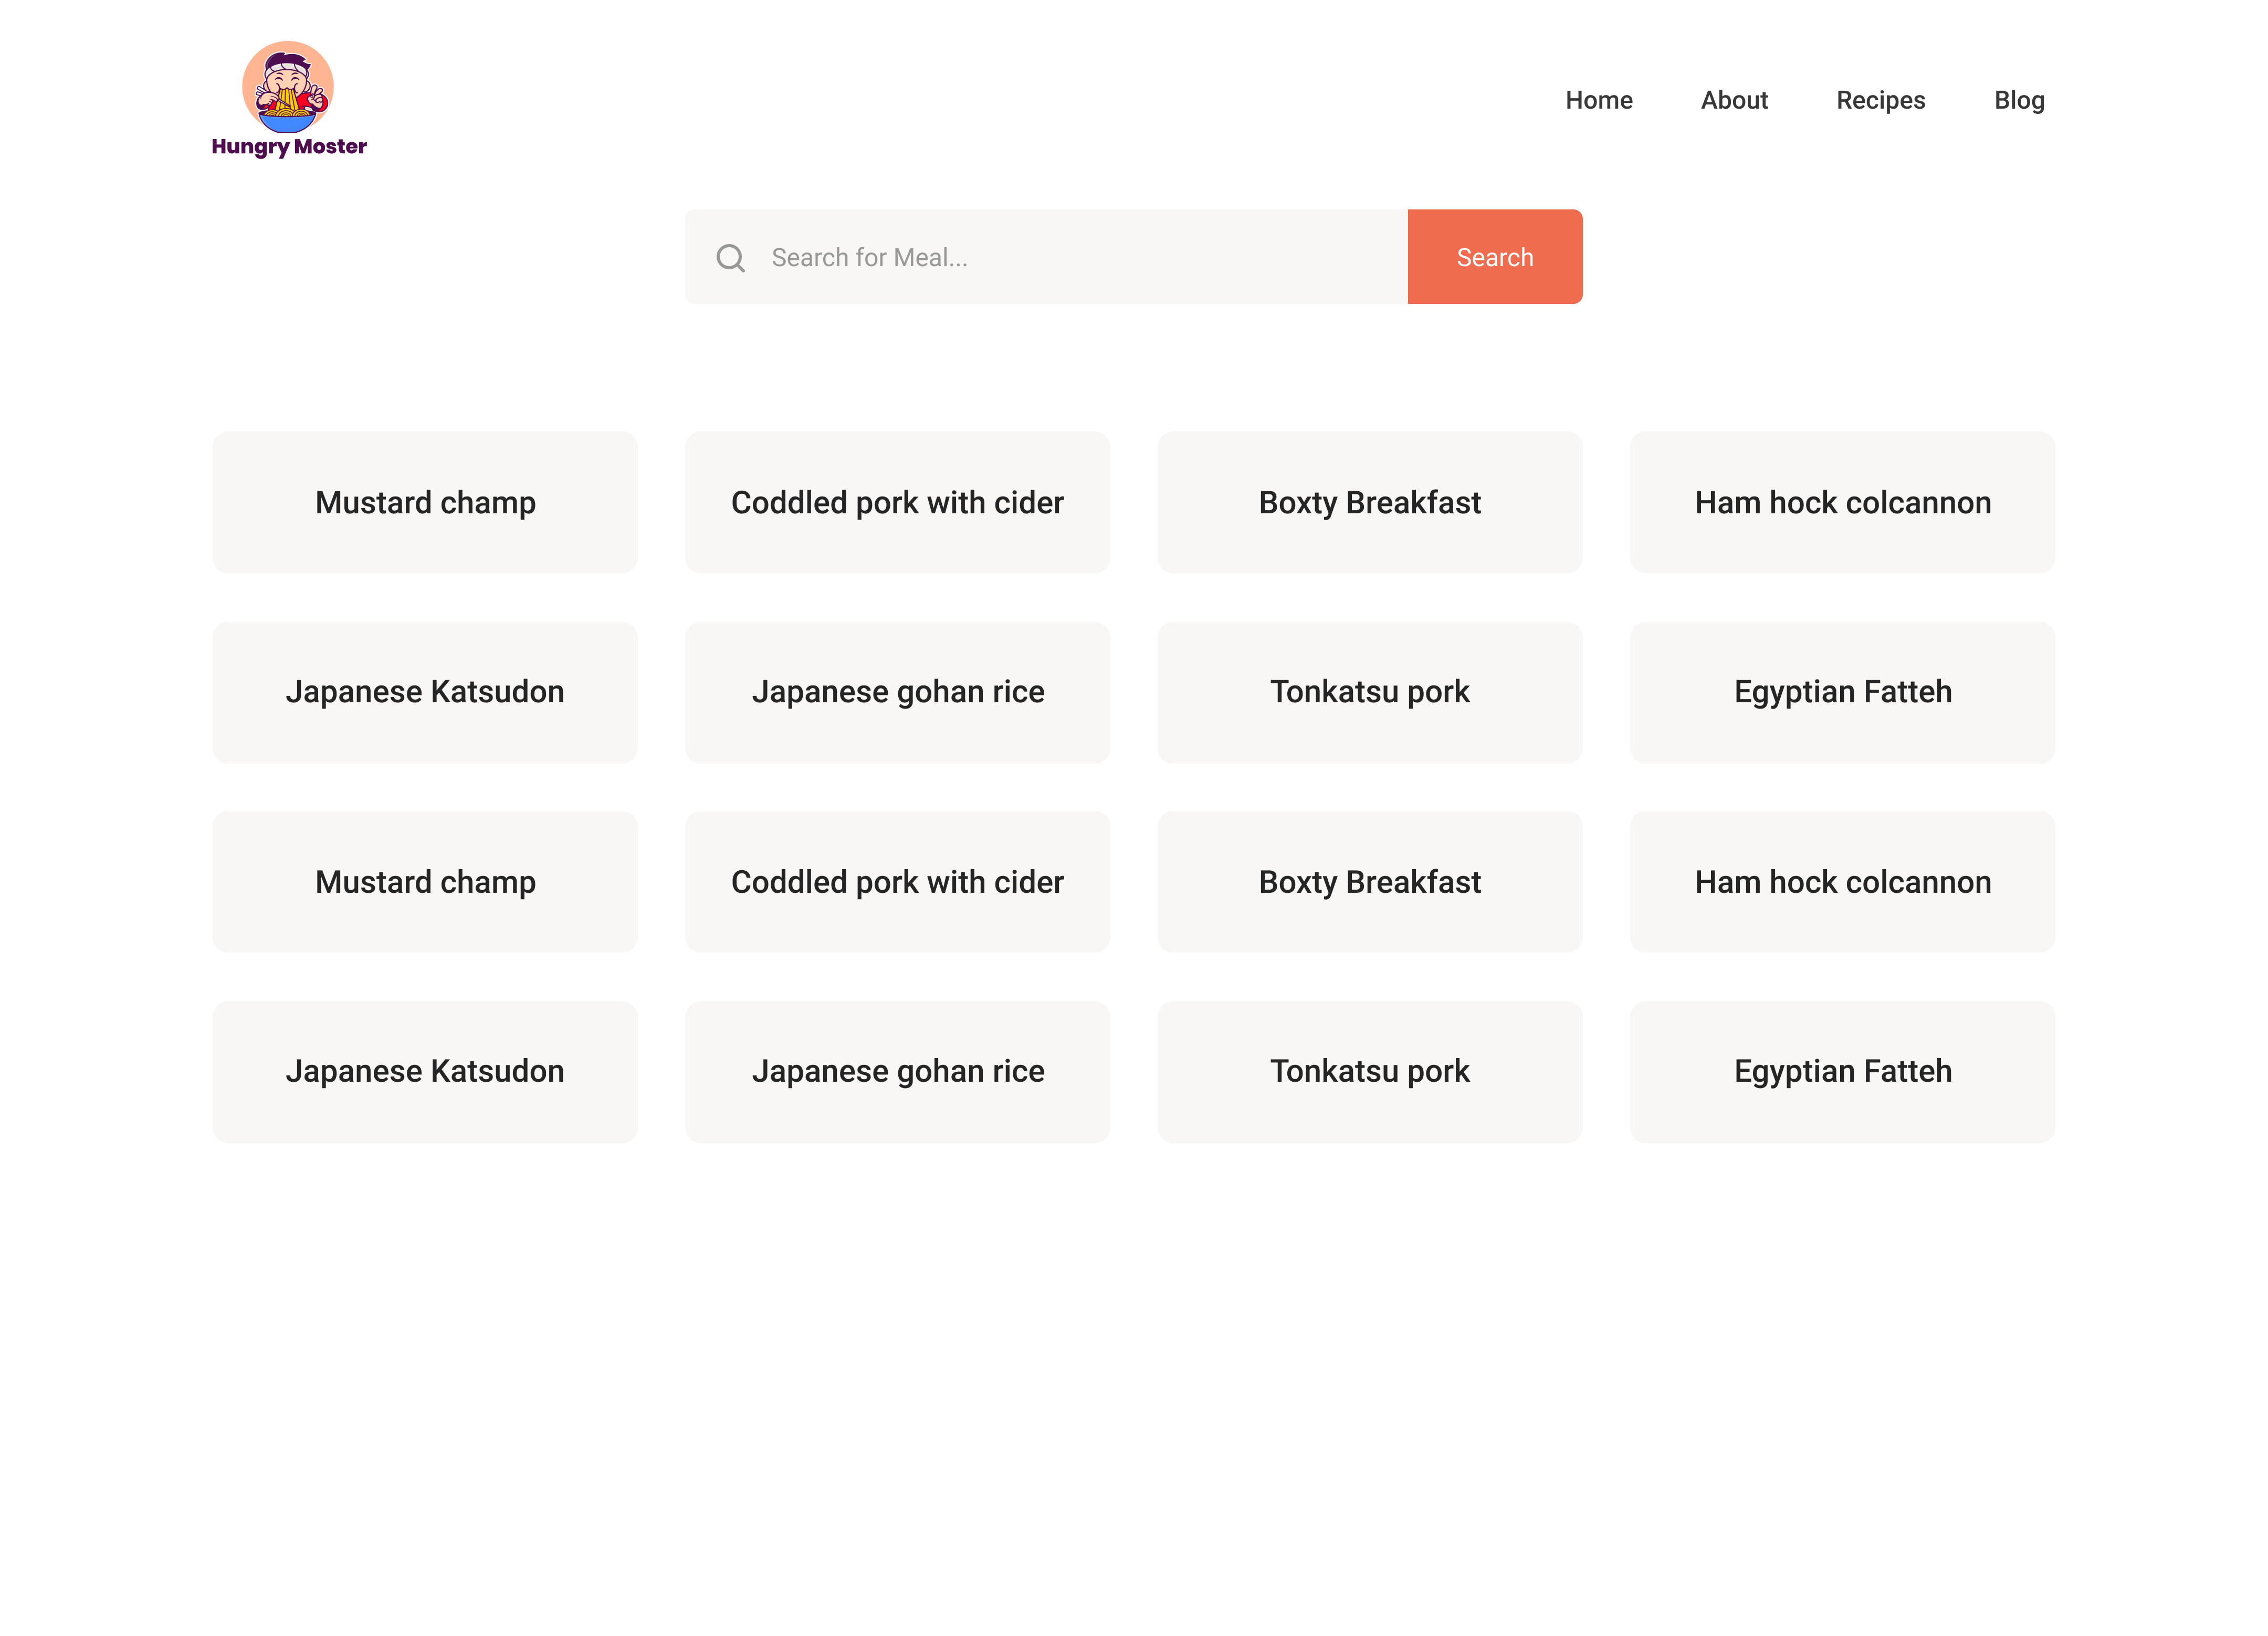 Hungry Moster
Home About Recipes Blog
Search for Meal... Search
Mustard champ Coddled pork with cider Boxty Breakfast Ham hock colcannon
Japanese Katsudon Japanese gohan rice Tonkatsu pork Egyptian Fatteh
Mustard champ Coddled pork with cider Boxty Breakfast Ham hock colcannon
Japanese Katsudon Japanese gohan rice Tonkatsu pork Egyptian Fatteh